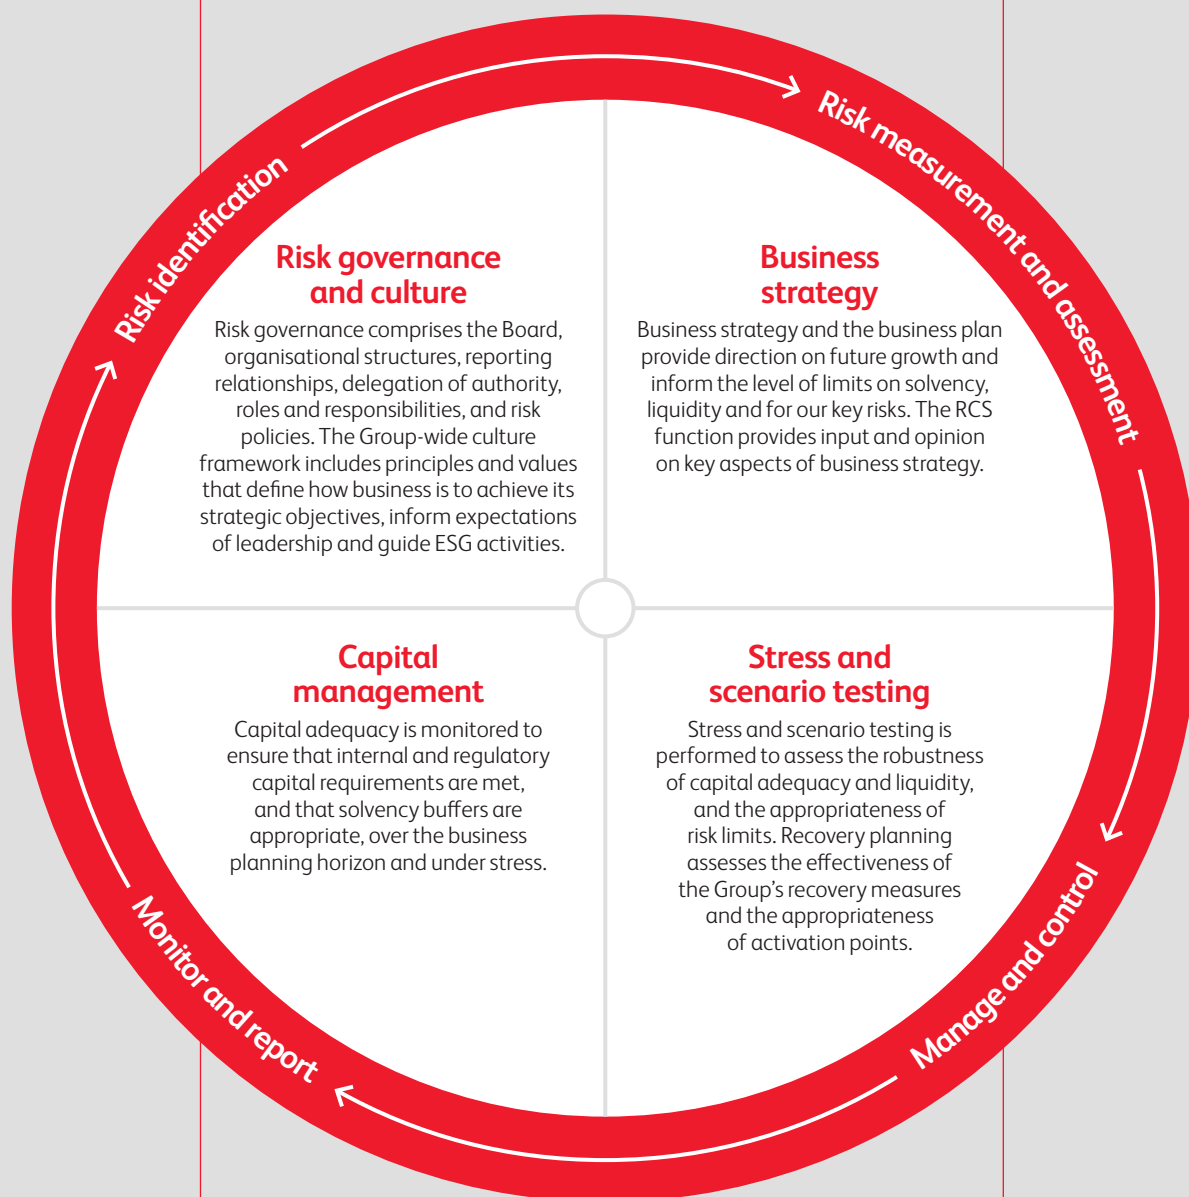 Risk identification
Risk measurement and assessment
Manage and control
Monitor and report
Risk governance
and culture
Risk governance comprises the Board,
organisational structures, reporting
relationships, delegation of authority,
roles and responsibilities, and risk
policies. The Group-wide culture
framework includes principles and values
that define how business is to achieve its
strategic objectives, inform expectations
of leadership and guide ESG activities.
Business
strategy
Business strategy and the business plan
provide direction on future growth and
inform the level of limits on solvency,
liquidity and for our key risks. The RCS
function provides input and opinion
on key aspects of business strategy.
Capital
management
Capital adequacy is monitored to
ensure that internal and regulatory
capital requirements are met,
and that solvency buffers are
appropriate, over the business
planning horizon and under stress.
Stress and
scenario testing
Stress and scenario testing is
performed to assess the robustness
of capital adequacy and liquidity,
and the appropriateness of
risk limits. Recovery planning
assesses the effectiveness of
the Group's recovery measures
and the appropriateness
of activation points.